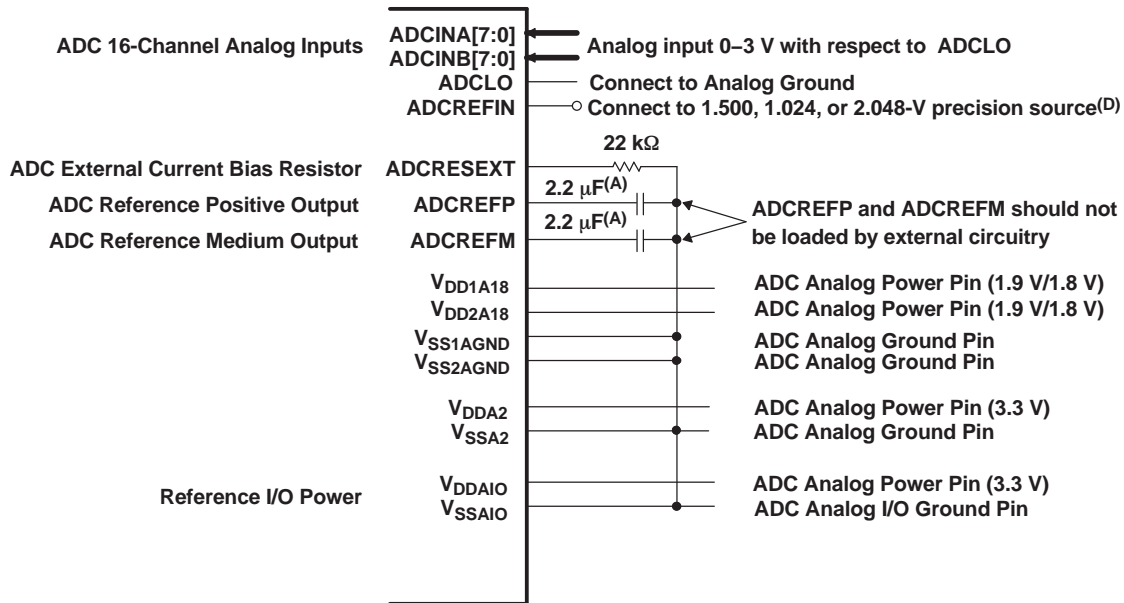 ADC 16-Channel Analog Inputs
ADCINA[7:0]
ADCINB[7:0]
Analog input 0–3 V with respect to ADCLO
ADCLO
Connect to Analog Ground
ADCREFIN
Connect to 1.500, 1.024, or 2.048-V precision source(D)
22 kΩ
ADC External Current Bias Resistor
ADCRESEXT
2.2 μF(A)
ADC Reference Positive Output
ADCREFP
2.2 μF(A)
ADC Reference Medium Output
ADCREFM
ADCREFP and ADCREFM should not
be loaded by external circuitry
VDD1A18
ADC Analog Power Pin (1.9 V/1.8 V)
VDD2A18
ADC Analog Power Pin (1.9 V/1.8 V)
VSS1AGND
ADC Analog Ground Pin
VSS2AGND
ADC Analog Ground Pin
VDDA2
ADC Analog Power Pin (3.3 V)
VSSA2
ADC Analog Ground Pin
Reference I/O Power
VDDAIO
ADC Analog Power Pin (3.3 V)
VSSAIO
ADC Analog I/O Ground Pin